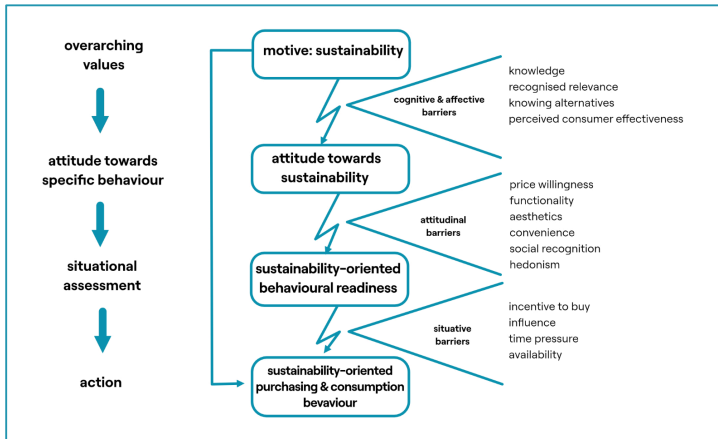 overarching
values
attitude towards
specific behaviour
situational
assessment
action
motive: sustainability
cognitive & affective
barriers
knowledge
recognised relevance
knowing alternatives
perceived consumer effectiveness
attitude towards
sustainability
attitudinal
barriers
price willingness
functionality
aesthetics
convenience
social recognition
hedonism
sustainability-oriented
behavioural readiness
situative
barriers
incentive to buy
influence
time pressure
availability
sustainability-oriented
purchasing & consumption
bevaviour